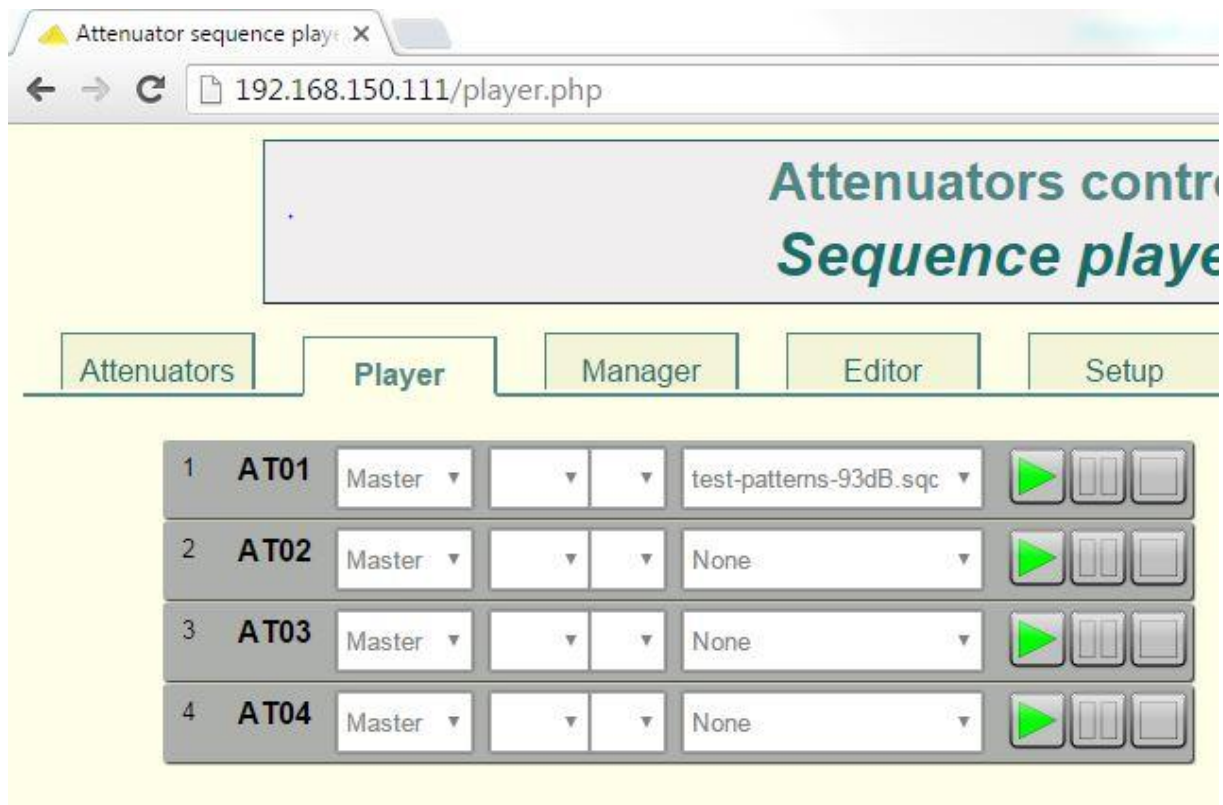 Attenuator sequence playe
192.168.150.111/player.php
Attenuators contr
Sequence playe
Attenuators Player Manager Editor Setup
1 AT01 Master test-patterns-93dB.sqc
2 AT02 Master None
3 AT03 Master None
4 AT04 Master None